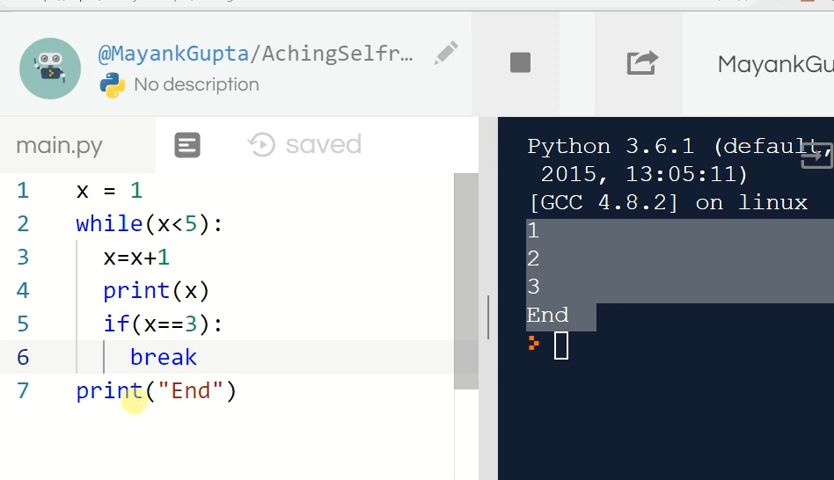 @MayankGupta/AchingSelfr...
No description
MayankGu
main.py
saved
1 x = 1
2 while(x<5):
3 x=x+1
4 print(x)
5 if(x==3):
6 break
7 print("End")
Python 3.6.1 (default,
2015, 13:05:11)
[GCC 4.8.2] on linux
1
2
3
End